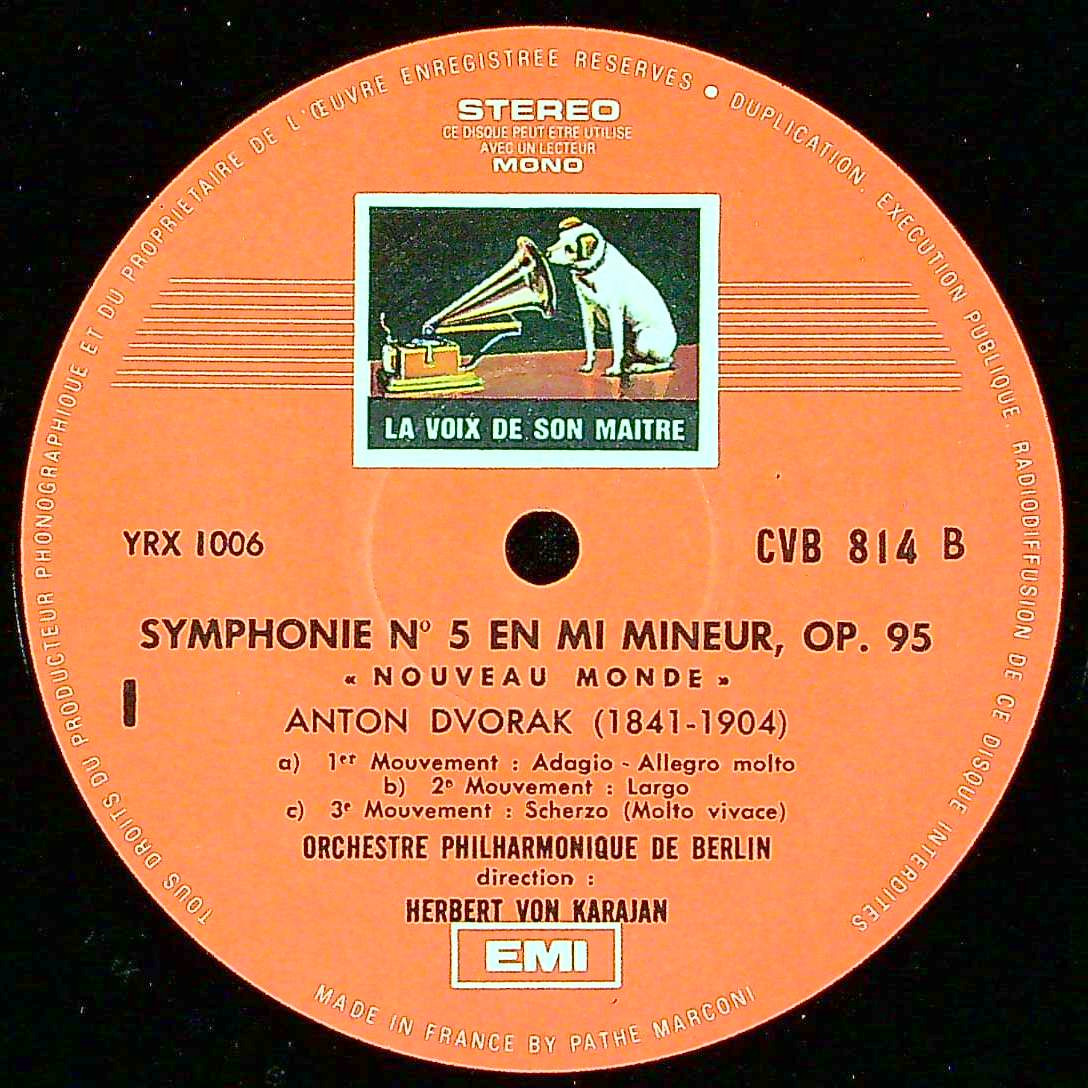 TOUS DROITS DU PRODUCTEUR PHONOGRAPHIQUE ET DU PROPRIETAIRE DE L'ŒUVRE ENREGISTREE RESERVES • DUPLICATION. EXECUTION PUBLIQUE. RADIODIFFUSION DE CE DISQUE INTERDITES
STEREO
CE DISQUE PEUT ETRE UTILISE
AVEC UN LECTEUR
MONO
LA VOIX DE SON MAITRE
YRX 1006
CVB 814 B
SYMPHONIE Nº 5 EN MI MINEUR, OP. 95
« NOUVEAU MONDE »
I
ANTON DVORAK (1841-1904)
a) 1er Mouvement : Adagio - Allegro molto
b) 2e Mouvement : Largo
c) 3e Mouvement : Scherzo (Molto vivace)
ORCHESTRE PHILHARMONIQUE DE BERLIN
direction :
HERBERT VON KARAJAN
EMI
MADE IN FRANCE BY PATHE MARCONI